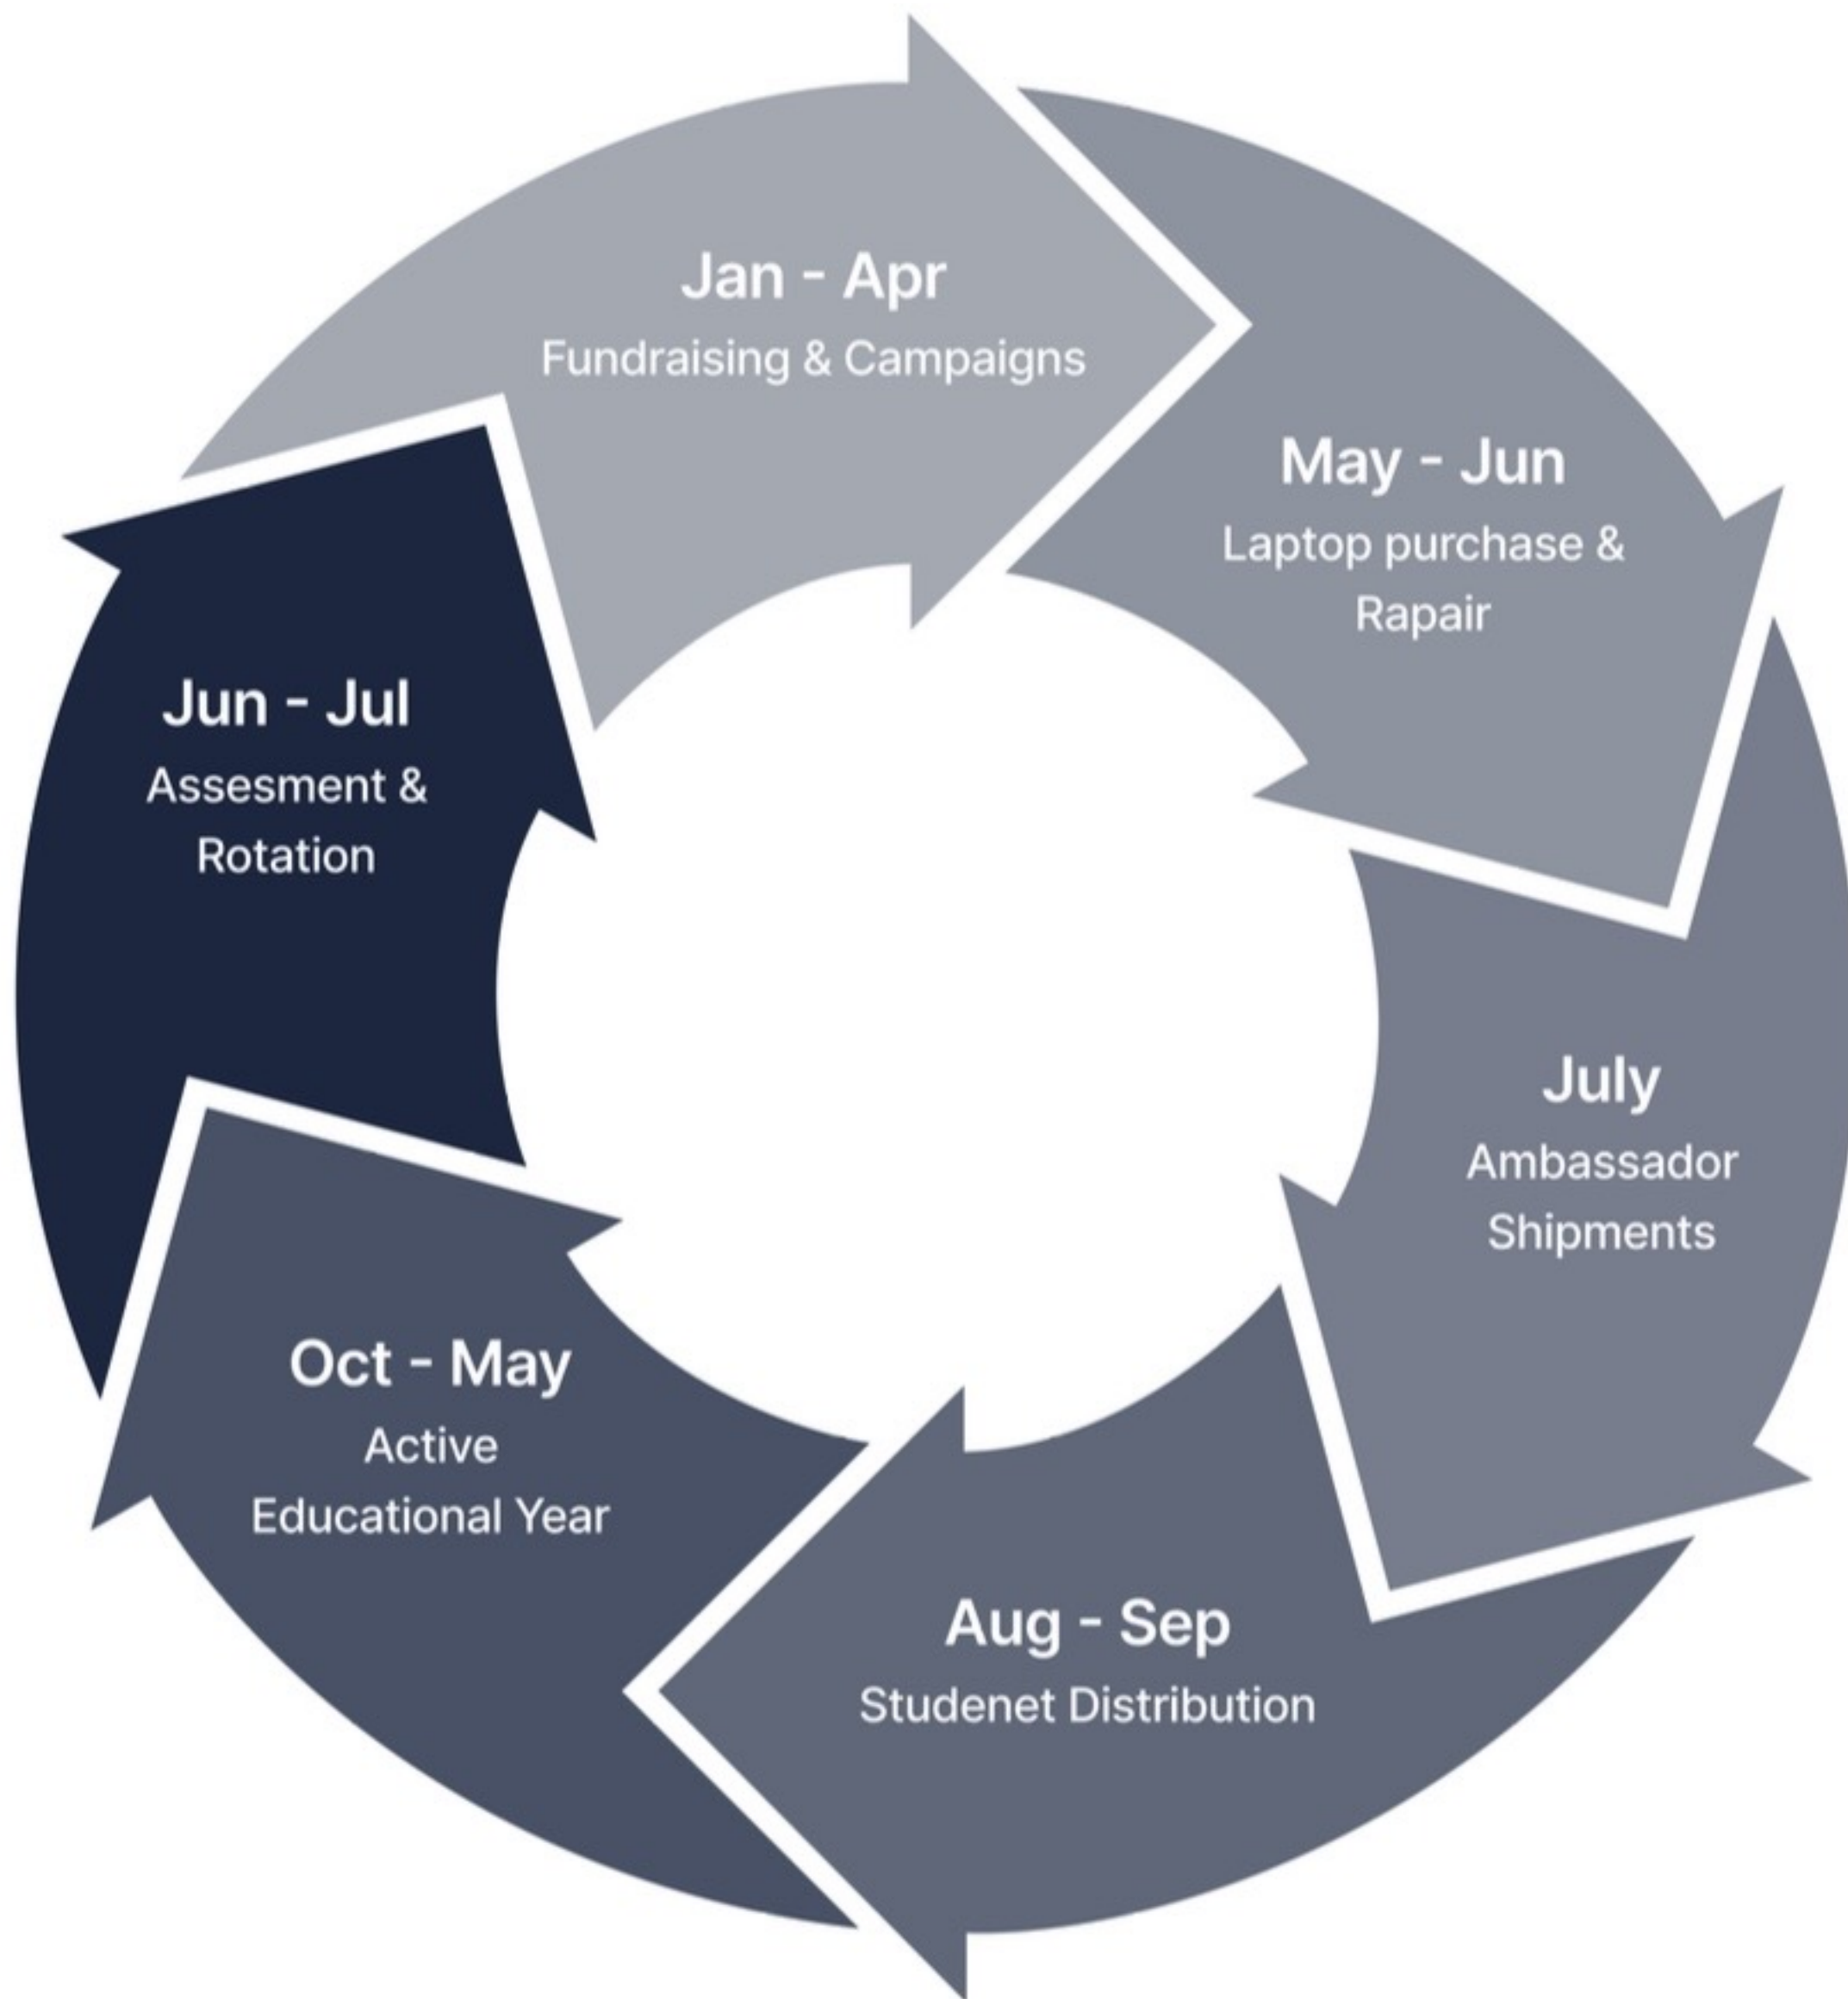 Jan - Apr
Fundraising & Campaigns
May - Jun
Laptop purchase &
Rapair
July
Ambassador
Shipments
Aug - Sep
Studenet Distribution
Oct - May
Active
Educational Year
Jun - Jul
Assesment &
Rotation